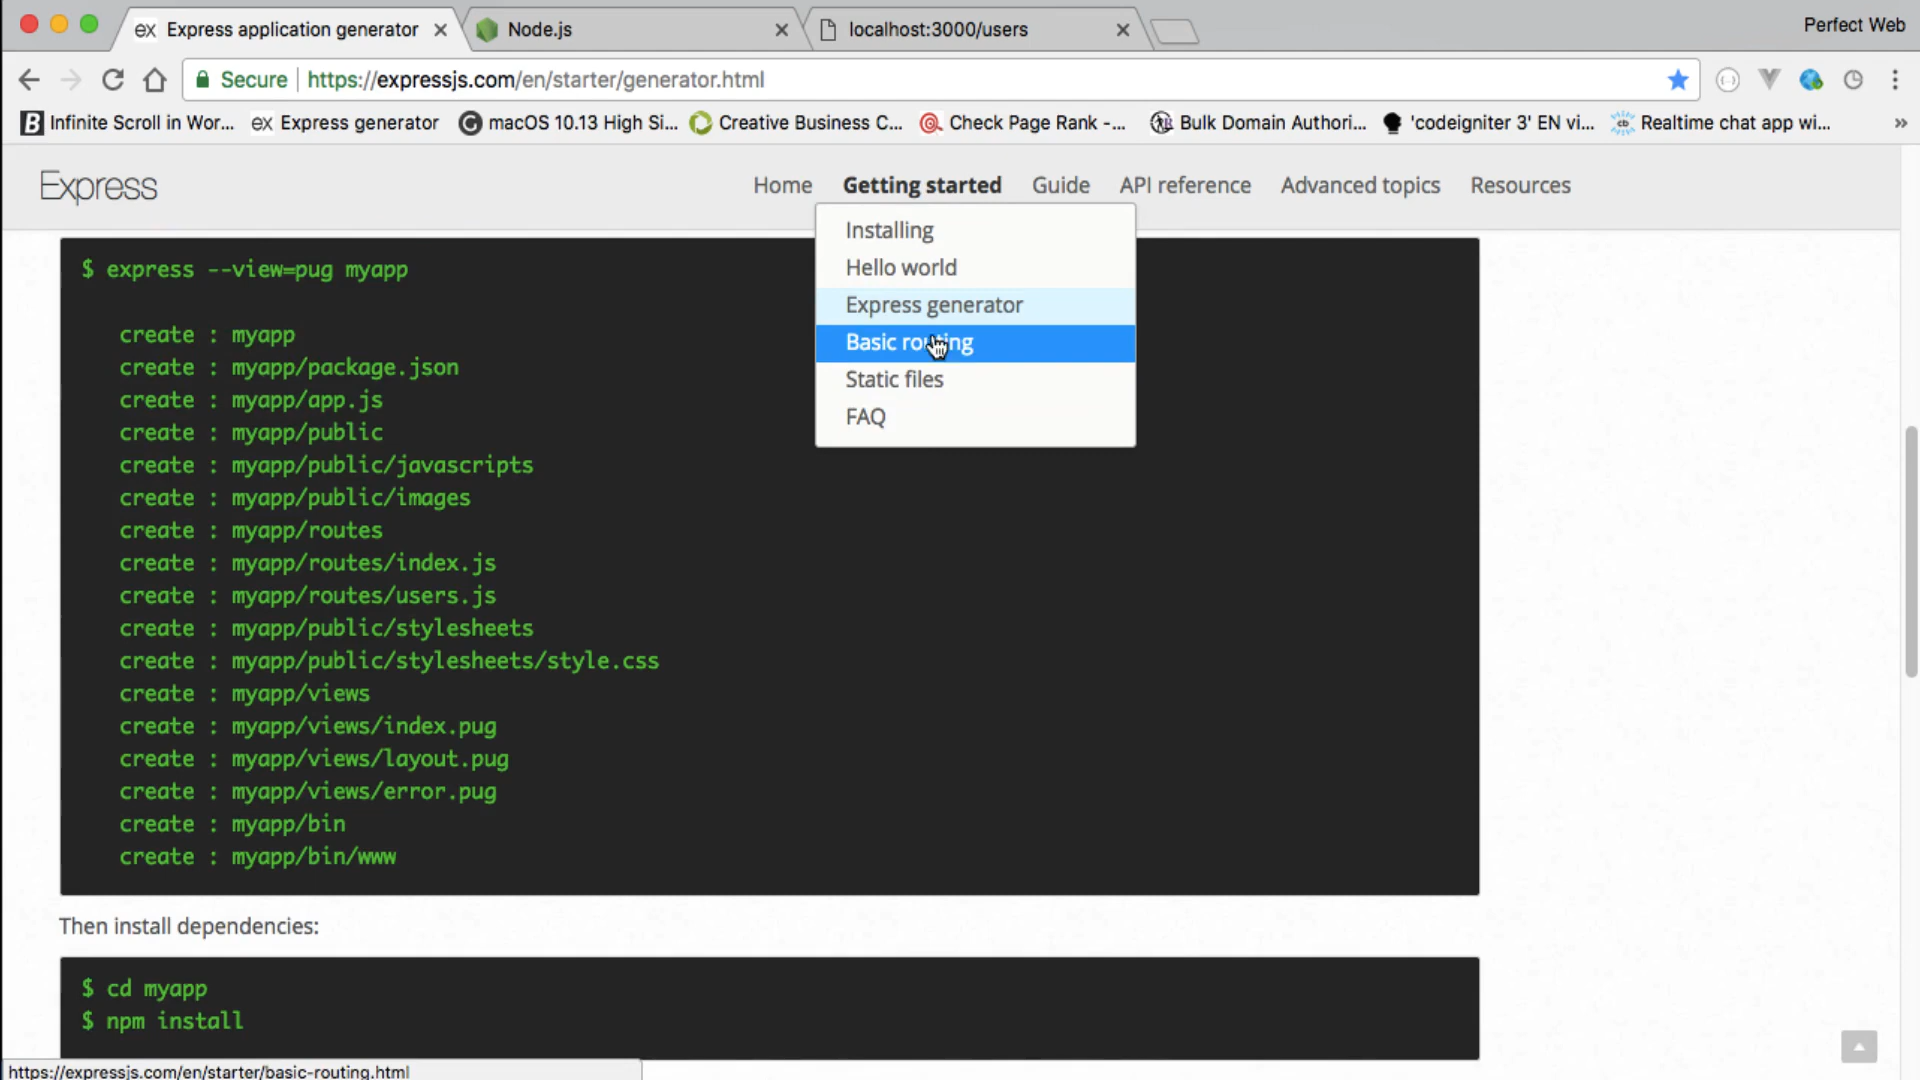 Express application generator
Node.js
localhost:3000/users
Perfect Web
Secure
https://expressjs.com/en/starter/generator.html
Infinite Scroll in Wor...
ex Express generator
macOS 10.13 High Si...
Creative Business C...
Check Page Rank -...
Bulk Domain Authori...
'codeigniter 3' EN vi...
Realtime chat app wi...
Express
Home
Getting started
Guide
API reference
Advanced topics
Resources
Installing
Hello world
Express generator
Basic routing
Static files
FAQ
$ express --view=pug myapp
create : myapp
create : myapp/package.json
create : myapp/app.js
create : myapp/public
create : myapp/public/javascripts
create : myapp/public/images
create : myapp/routes
create : myapp/routes/index.js
create : myapp/routes/users.js
create : myapp/public/stylesheets
create : myapp/public/stylesheets/style.css
create : myapp/views
create : myapp/views/index.pug
create : myapp/views/layout.pug
create : myapp/views/error.pug
create : myapp/bin
create : myapp/bin/www
Then install dependencies:
$ cd myapp
$ npm install
https://expressjs.com/en/starter/basic-routing.html